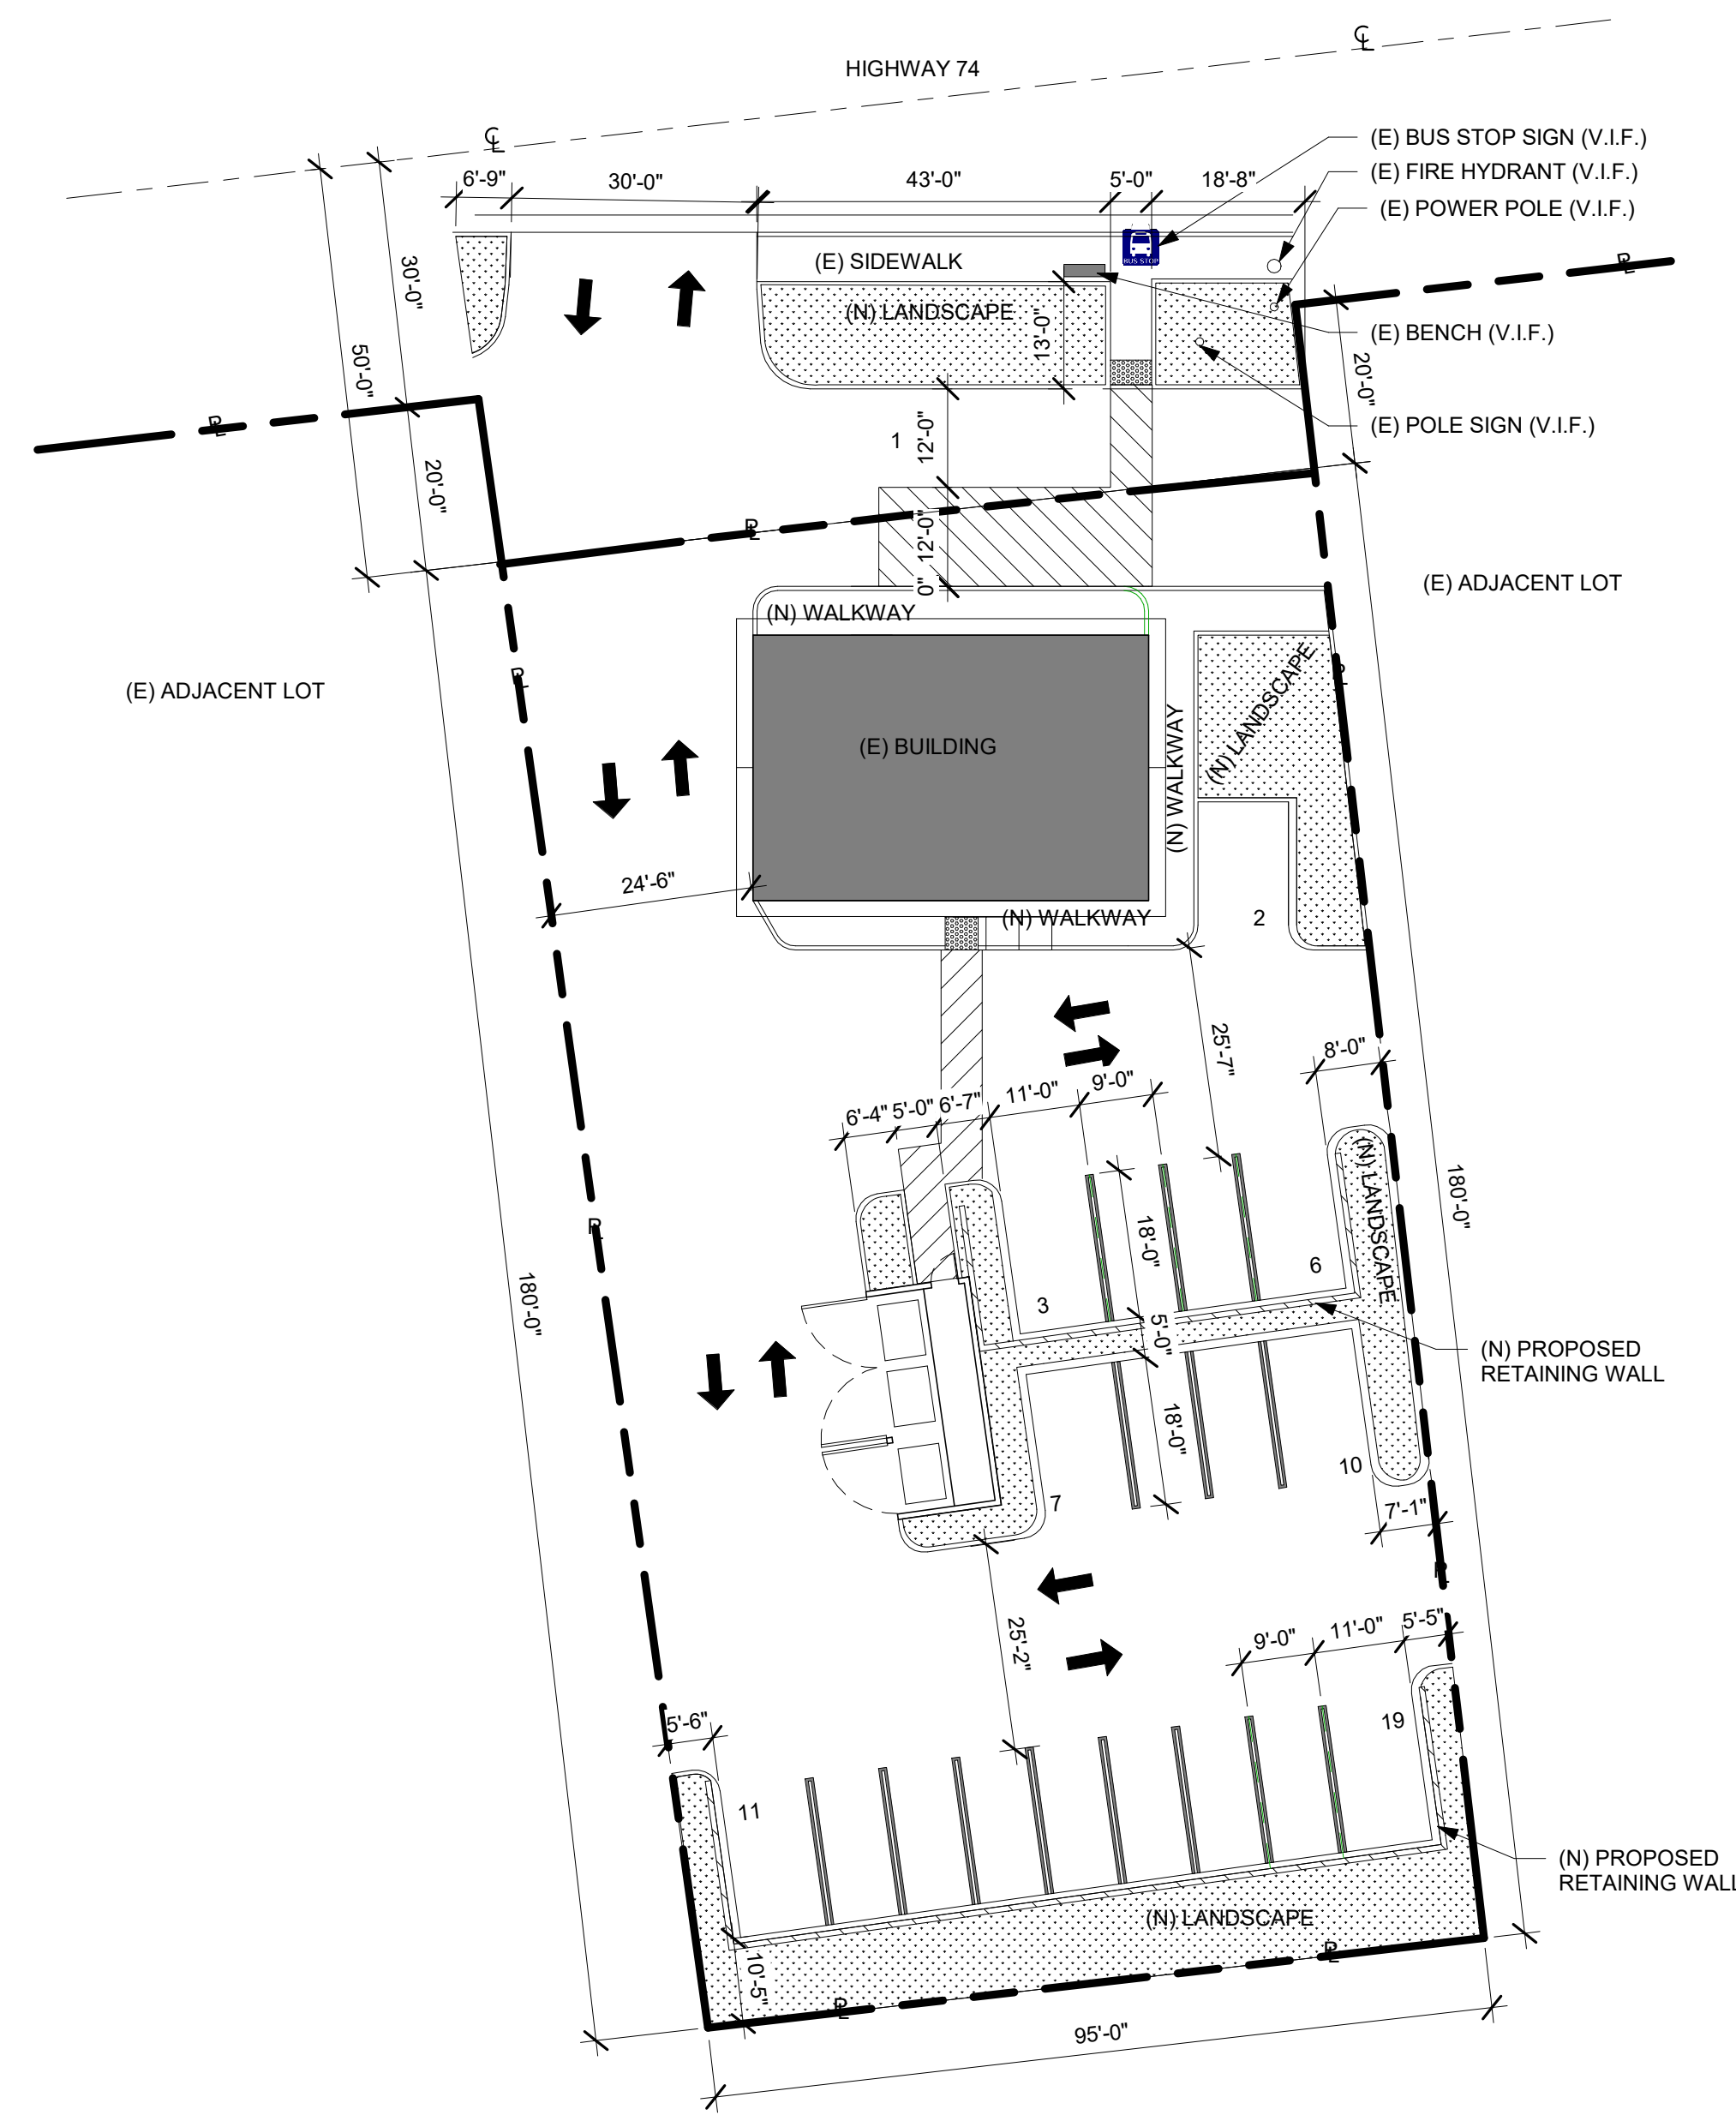 ℄
HIGHWAY 74
℄
(E) BUS STOP SIGN (V.I.F.)
(E) FIRE HYDRANT (V.I.F.)
(E) POWER POLE (V.I.F.)
6'-9"
30'-0"
43'-0"
5'-0"
18'-8"
BUS STOP
(E) SIDEWALK
PL
30'-0"
(N) LANDSCAPE
13'-0"
(E) BENCH (V.I.F.)
50'-0"
20'-0"
PL
(E) POLE SIGN (V.I.F.)
1
12'-0"
20'-0"
PL
12'-0"
0"
(E) ADJACENT LOT
(N) WALKWAY
PL
PL
(E) ADJACENT LOT
(N) LANDSCAPE
(E) BUILDING
(N) WALKWAY
24'-6"
(N) WALKWAY
2
25'-7"
8'-0"
6'-4"
5'-0"
6'-7"
11'-0"
9'-0"
(N) LANDSCAPE
180'-0"
PL
18'-0"
6
3
180'-0"
5'-0"
(N) PROPOSED
RETAINING WALL
18'-0"
10
7
7'-1"
PL
25'-2"
9'-0"
11'-0"
5'-5"
5'-6"
19
11
(N) PROPOSED
RETAINING WALL
(N) LANDSCAPE
PL
10'-5"
PL
95'-0"